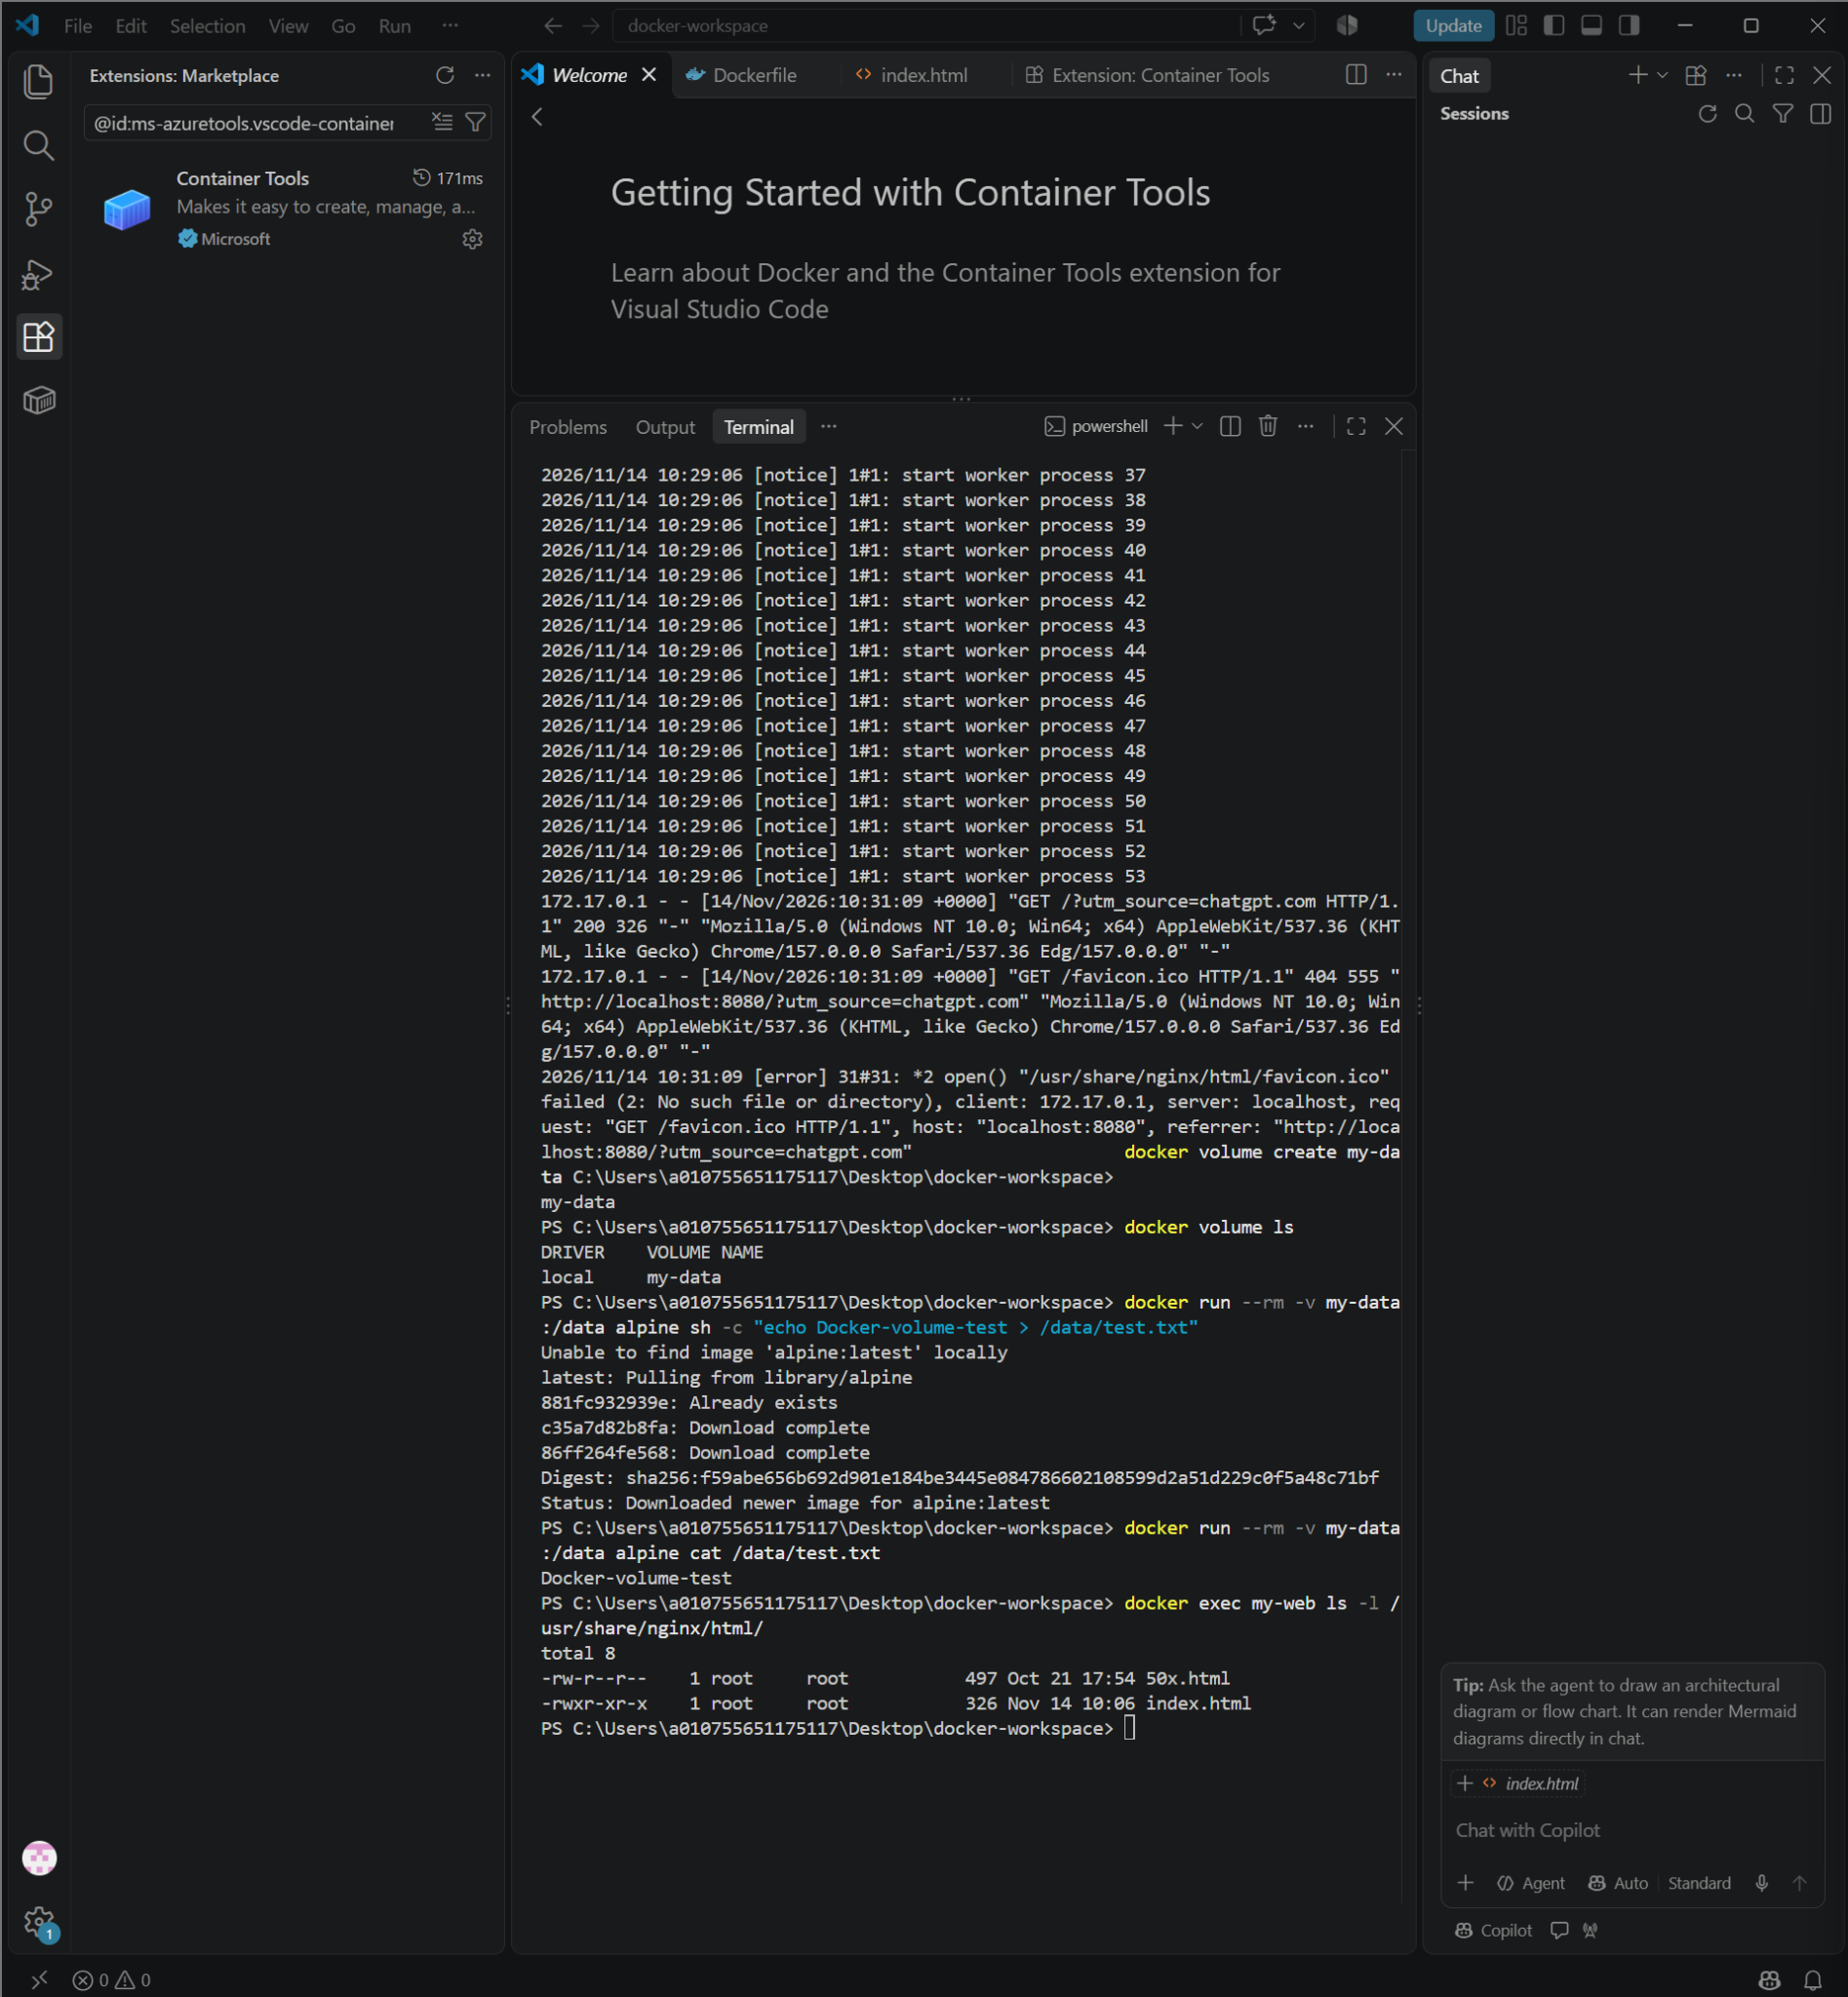 File Edit Selection View Go Run ···
docker-workspace
Update
Extensions: Marketplace
@id:ms-azuretools.vscode-container
Container Tools 171ms
Makes it easy to create, manage, a...
Microsoft
Welcome Dockerfile index.html Extension: Container Tools
Getting Started with Container Tools
Learn about Docker and the Container Tools extension for
Visual Studio Code
Problems Output Terminal ··· powershell
2026/11/14 10:29:06 [notice] 1#1: start worker process 37
2026/11/14 10:29:06 [notice] 1#1: start worker process 38
2026/11/14 10:29:06 [notice] 1#1: start worker process 39
2026/11/14 10:29:06 [notice] 1#1: start worker process 40
2026/11/14 10:29:06 [notice] 1#1: start worker process 41
2026/11/14 10:29:06 [notice] 1#1: start worker process 42
2026/11/14 10:29:06 [notice] 1#1: start worker process 43
2026/11/14 10:29:06 [notice] 1#1: start worker process 44
2026/11/14 10:29:06 [notice] 1#1: start worker process 45
2026/11/14 10:29:06 [notice] 1#1: start worker process 46
2026/11/14 10:29:06 [notice] 1#1: start worker process 47
2026/11/14 10:29:06 [notice] 1#1: start worker process 48
2026/11/14 10:29:06 [notice] 1#1: start worker process 49
2026/11/14 10:29:06 [notice] 1#1: start worker process 50
2026/11/14 10:29:06 [notice] 1#1: start worker process 51
2026/11/14 10:29:06 [notice] 1#1: start worker process 52
2026/11/14 10:29:06 [notice] 1#1: start worker process 53
172.17.0.1 - - [14/Nov/2026:10:31:09 +0000] "GET /?utm_source=chatgpt.com HTTP/1.
1" 200 326 "-" "Mozilla/5.0 (Windows NT 10.0; Win64; x64) AppleWebKit/537.36 (KHT
ML, like Gecko) Chrome/157.0.0.0 Safari/537.36 Edg/157.0.0.0" "-"
172.17.0.1 - - [14/Nov/2026:10:31:09 +0000] "GET /favicon.ico HTTP/1.1" 404 555 "
http://localhost:8080/?utm_source=chatgpt.com" "Mozilla/5.0 (Windows NT 10.0; Win
64; x64) AppleWebKit/537.36 (KHTML, like Gecko) Chrome/157.0.0.0 Safari/537.36 Ed
g/157.0.0.0" "-"
2026/11/14 10:31:09 [error] 31#31: *2 open() "/usr/share/nginx/html/favicon.ico"
failed (2: No such file or directory), client: 172.17.0.1, server: localhost, req
uest: "GET /favicon.ico HTTP/1.1", host: "localhost:8080", referrer: "http://loca
lhost:8080/?utm_source=chatgpt.com" docker volume create my-da
ta C:\Users\a010755651175117\Desktop\docker-workspace>
my-data
PS C:\Users\a010755651175117\Desktop\docker-workspace> docker volume ls
DRIVER VOLUME NAME
local my-data
PS C:\Users\a010755651175117\Desktop\docker-workspace> docker run --rm -v my-data
:/data alpine sh -c "echo Docker-volume-test > /data/test.txt"
Unable to find image 'alpine:latest' locally
latest: Pulling from library/alpine
881fc932939e: Already exists
c35a7d82b8fa: Download complete
86ff264fe568: Download complete
Digest: sha256:f59abe656b692d901e184be3445e084786602108599d2a51d229c0f5a48c71bf
Status: Downloaded newer image for alpine:latest
PS C:\Users\a010755651175117\Desktop\docker-workspace> docker run --rm -v my-data
:/data alpine cat /data/test.txt
Docker-volume-test
PS C:\Users\a010755651175117\Desktop\docker-workspace> docker exec my-web ls -l /
usr/share/nginx/html/
total 8
-rw-r--r-- 1 root root 497 Oct 21 17:54 50x.html
-rwxr-xr-x 1 root root 326 Nov 14 10:06 index.html
PS C:\Users\a010755651175117\Desktop\docker-workspace>
Chat
Sessions
Tip: Ask the agent to draw an architectural
diagram or flow chart. It can render Mermaid
diagrams directly in chat.
index.html
Chat with Copilot
Agent Auto Standard
Copilot
1
0 0